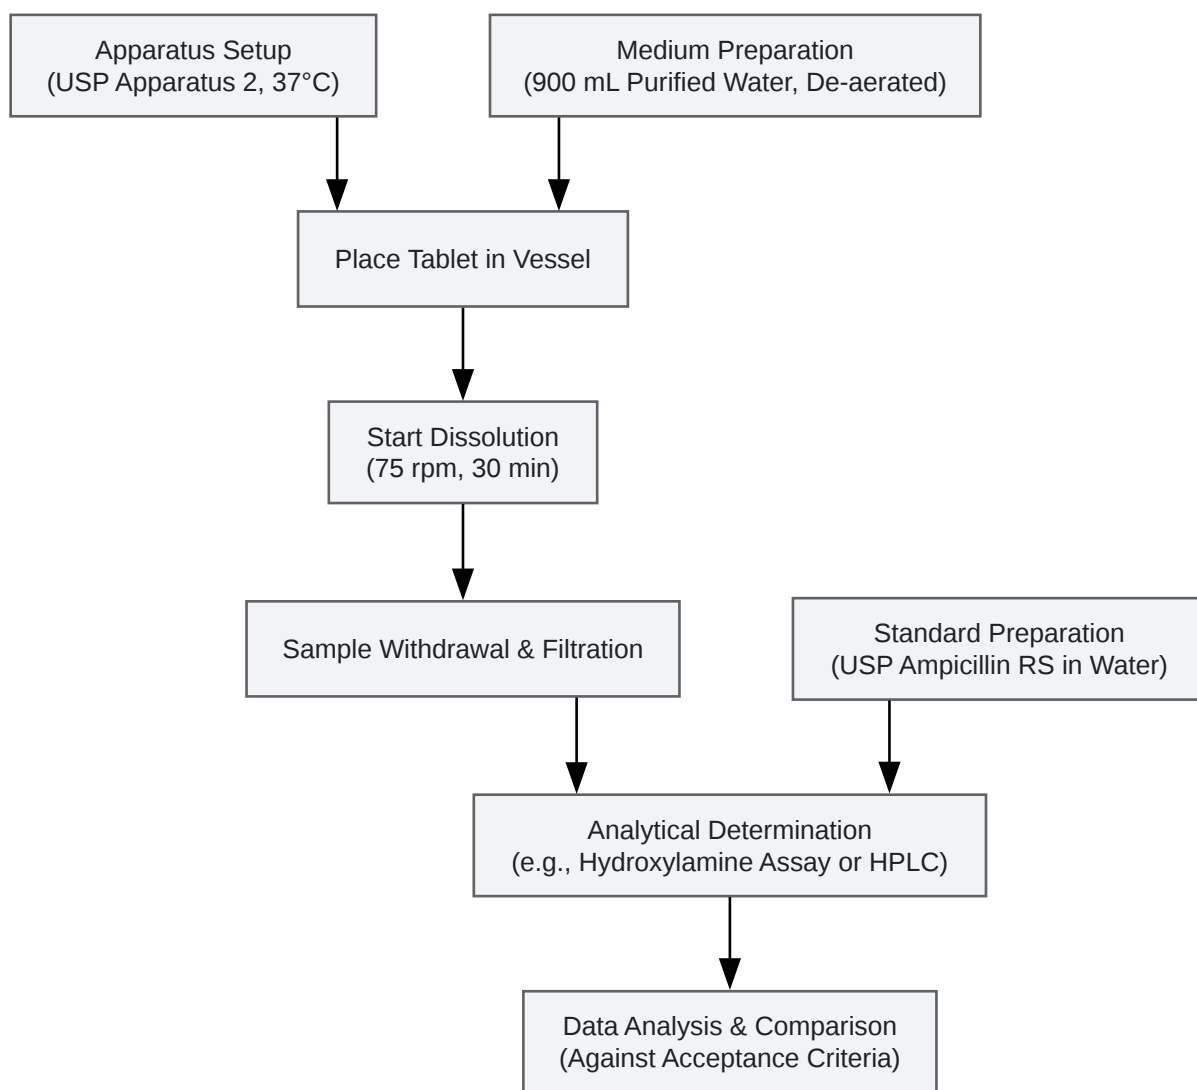 Apparatus Setup
(USP Apparatus 2, 37°C)
Medium Preparation
(900 mL Purified Water, De-aerated)
Place Tablet in Vessel
Start Dissolution
(75 rpm, 30 min)
Sample Withdrawal & Filtration
Standard Preparation
(USP Ampicillin RS in Water)
Analytical Determination
(e.g., Hydroxylamine Assay or HPLC)
Data Analysis & Comparison
(Against Acceptance Criteria)